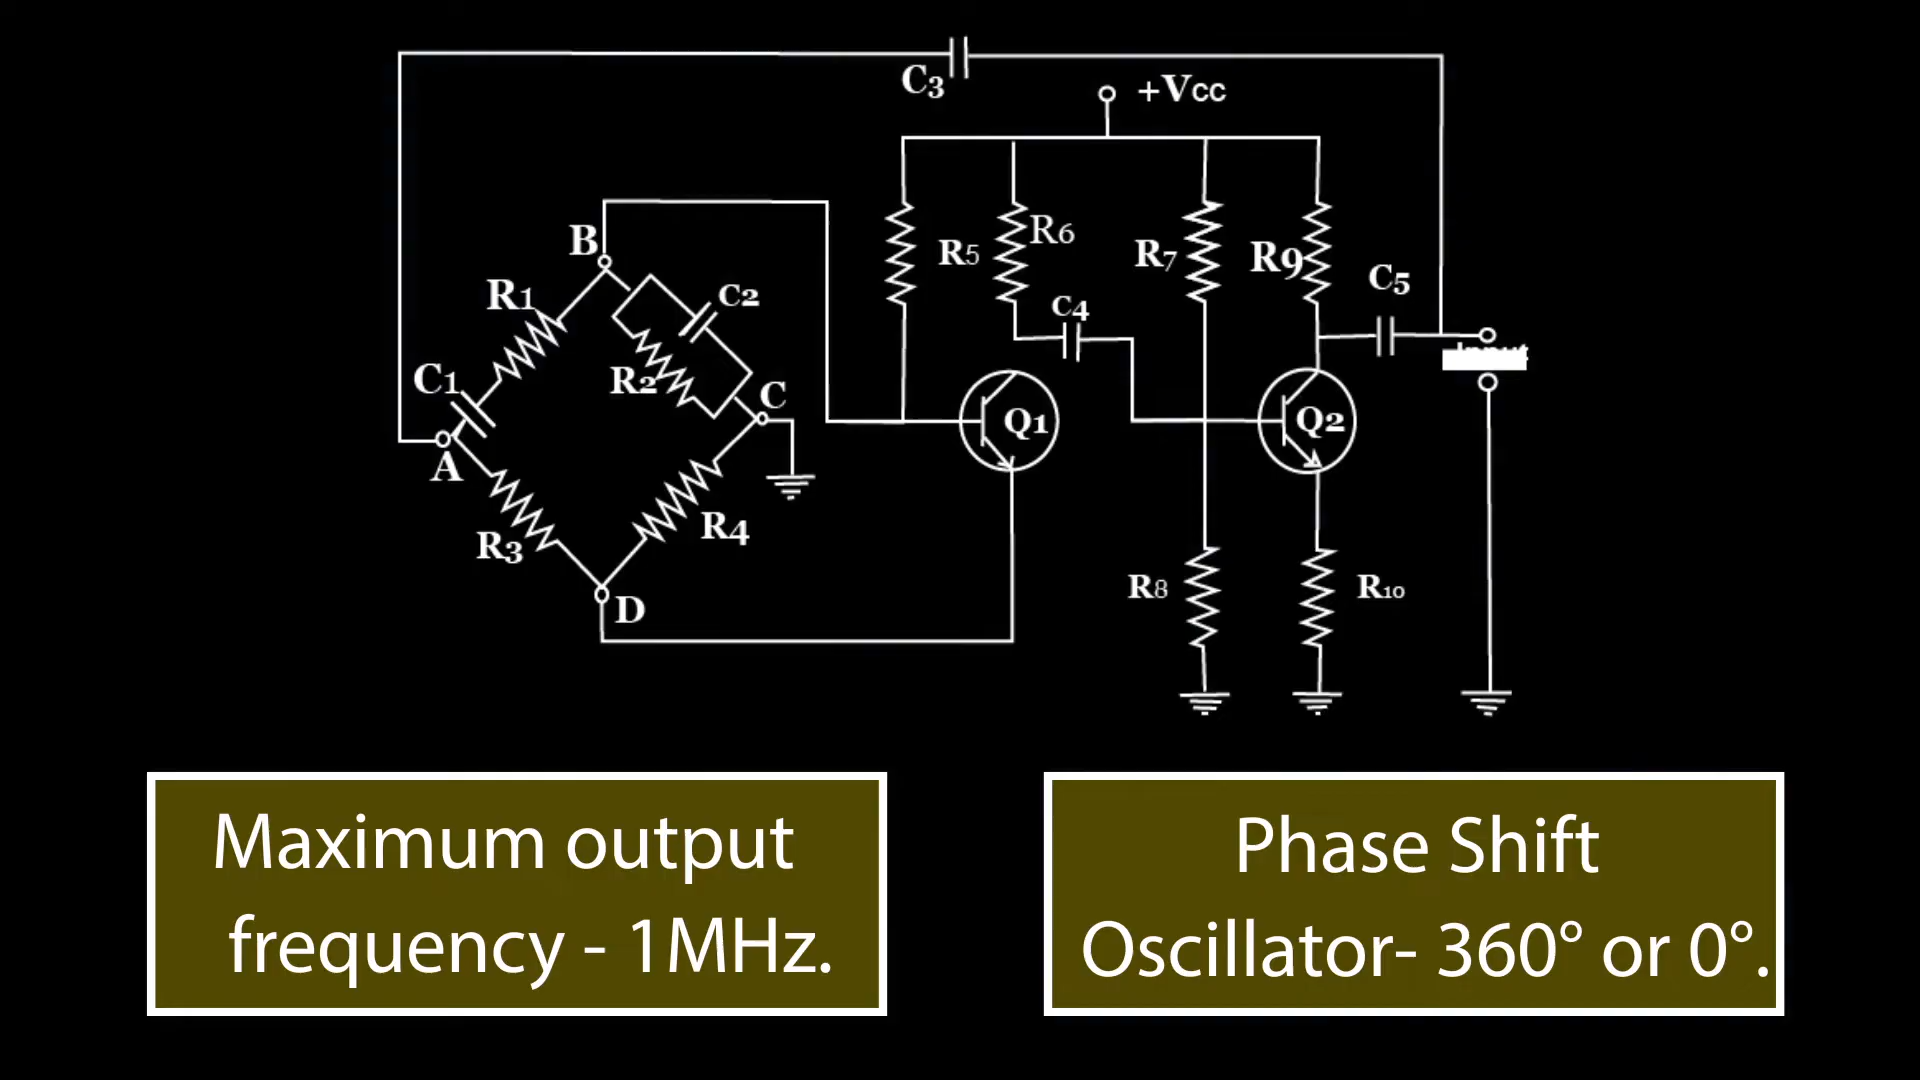 C3
+Vcc
B
R1
C2
R5
R6
R7
R9
C5
C4
C1
R2
C
A
Q1
Q2
R3
R4
D
R8
R10
Maximum output
frequency - 1MHz.
Phase Shift
Oscillator- 360° or 0°.